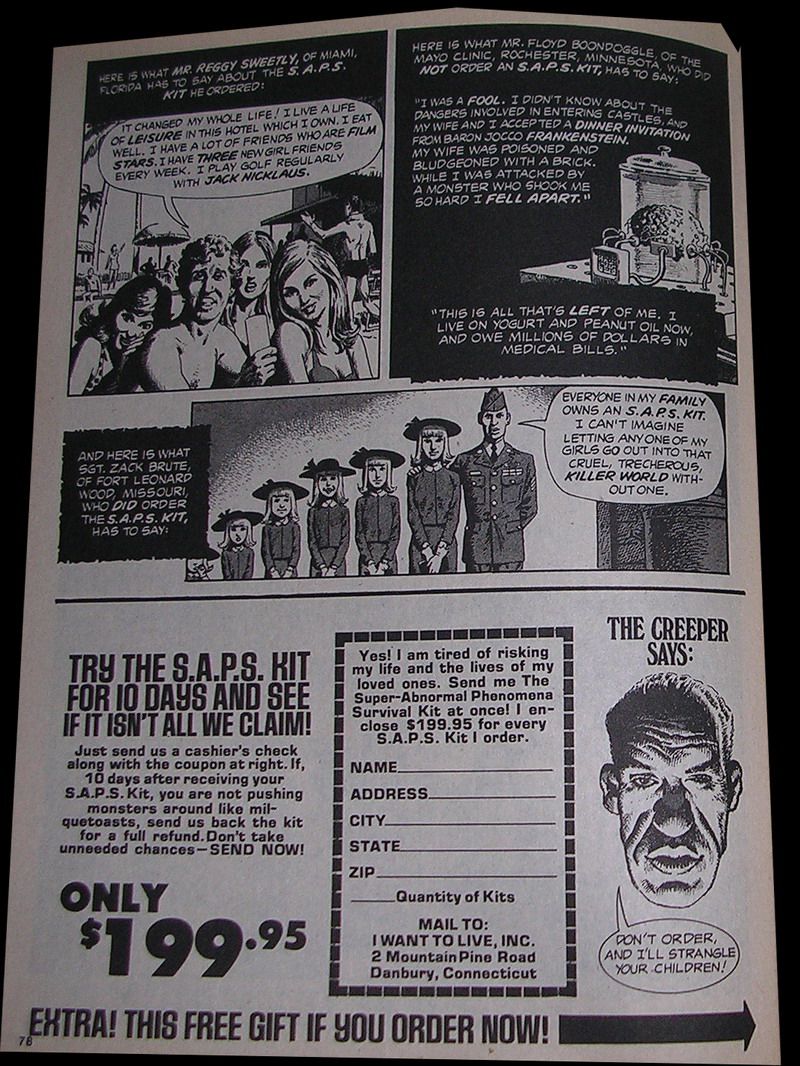 HERE IS WHAT MR. REGGY SWEETLY, OF MIAMI,
FLORIDA HAS TO SAY ABOUT THE S.A.P.S.
KIT HE ORDERED:
IT CHANGED MY WHOLE LIFE! I LIVE A LIFE
OF LEISURE IN THIS HOTEL WHICH I OWN. I EAT
WELL. I HAVE A LOT OF FRIENDS WHO ARE FILM
STARS. I HAVE THREE NEW GIRL FRIENDS
EVERY WEEK. I PLAY GOLF REGULARLY
WITH JACK NICKLAUS.
HERE IS WHAT MR. FLOYD BOONDOGGLE, OF THE
MAYO CLINIC, ROCHESTER, MINNESOTA, WHO DID
NOT ORDER AN S.A.P.S. KIT, HAS TO SAY:
"I WAS A FOOL. I DIDN'T KNOW ABOUT THE
DANGERS INVOLVED IN ENTERING CASTLES, AND
MY WIFE AND I ACCEPTED A DINNER INVITATION
FROM BARON JOCCO FRANKENSTEIN.
MY WIFE WAS POISONED AND
BLUDGEONED WITH A BRICK.
WHILE I WAS ATTACKED BY
A MONSTER WHO SHOOK ME
SO HARD I FELL APART."
"THIS IS ALL THAT'S LEFT OF ME. I
LIVE ON YOGURT AND PEANUT OIL NOW,
AND OWE MILLIONS OF DOLLARS IN
MEDICAL BILLS."
AND HERE IS WHAT
SGT. ZACK BRUTE,
OF FORT LEONARD
WOOD, MISSOURI,
WHO DID ORDER
THE S.A.P.S. KIT,
HAS TO SAY:
EVERYONE IN MY FAMILY
OWNS AN S.A.P.S. KIT.
I CAN'T IMAGINE
LETTING ANY ONE OF MY
GIRLS GO OUT INTO THAT
CRUEL, TRECHEROUS,
KILLER WORLD WITH-
OUT ONE.
TRY THE S.A.P.S. KIT
FOR 10 DAYS AND SEE
IF IT ISN'T ALL WE CLAIM!
Just send us a cashier's check
along with the coupon at right. If,
10 days after receiving your
S.A.P.S. Kit, you are not pushing
monsters around like mil-
quetoasts, send us back the kit
for a full refund. Don't take
unneeded chances—SEND NOW!
ONLY
$199.95
Yes! I am tired of risking
my life and the lives of my
loved ones. Send me The
Super-Abnormal Phenomena
Survival Kit at once! I en-
close $199.95 for every
S.A.P.S. Kit I order.
NAME
ADDRESS
CITY
STATE
ZIP
Quantity of Kits
MAIL TO:
I WANT TO LIVE, INC.
2 Mountain Pine Road
Danbury, Connecticut
THE CREEPER
SAYS:
DON'T ORDER,
AND I'LL STRANGLE
YOUR CHILDREN!
EXTRA! THIS FREE GIFT IF YOU ORDER NOW!
78